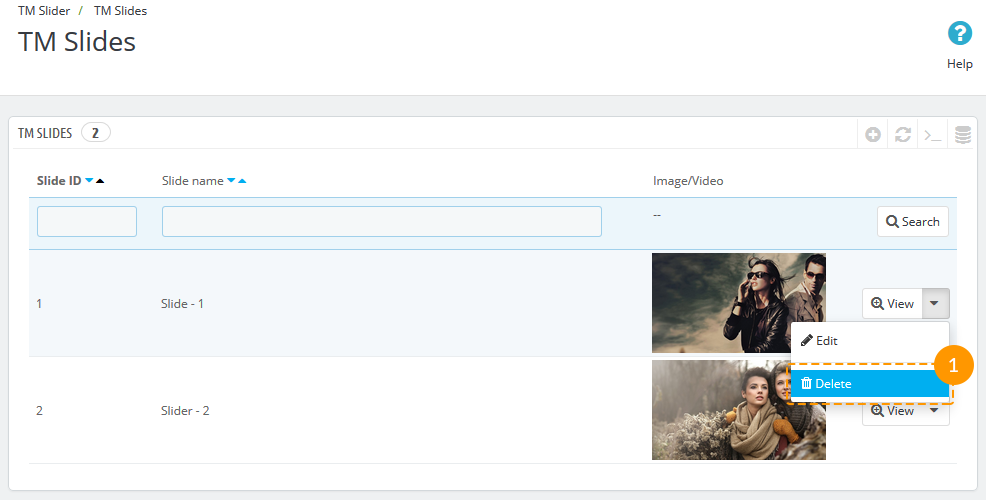 TM Slider / TM Slides
TM Slides
Help
TM SLIDES 2
Slide ID Slide name Image/Video
-- Search
1 Slide - 1 View
Edit
1
Delete
2 Slider - 2 View